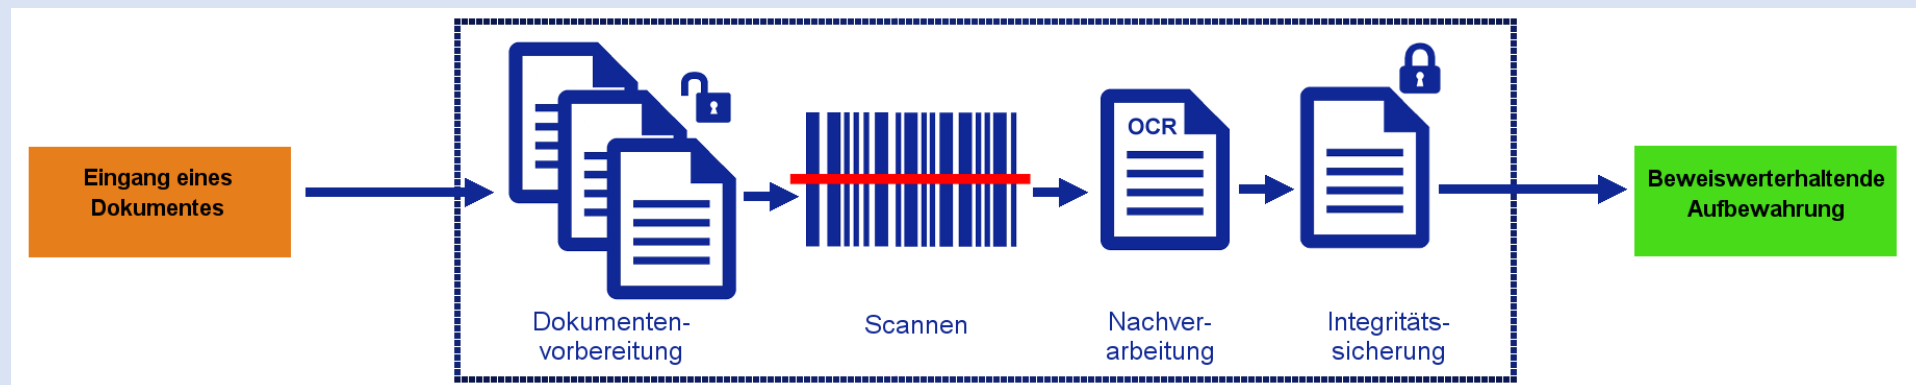 Eingang eines
Dokumentes
Dokumenten-
vorbereitung
Scannen
OCR
Nachver-
arbeitung
Integritäts-
sicherung
Beweiswerterhaltende
Aufbewahrung